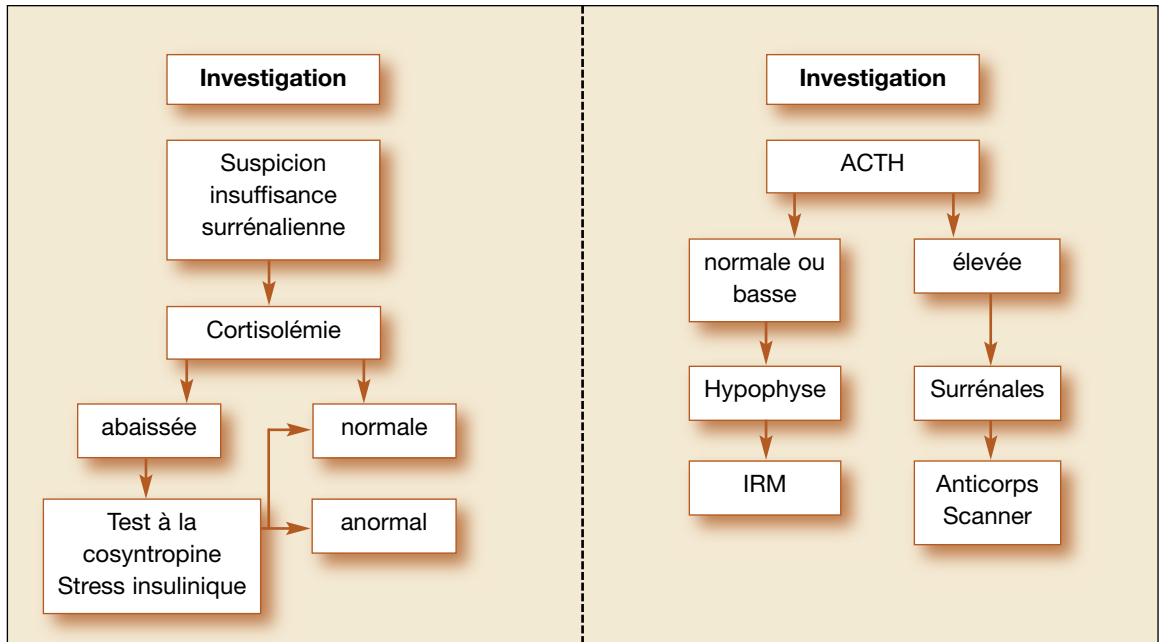 Investigation
Suspicion
insuffisance
surrénalienne
Cortisolémie
abaissée
normale
Test à la
cosyntropine
Stress insulinique
anormal
Investigation
ACTH
normale ou
basse
élevée
Hypophyse
Surrénales
IRM
Anticorps
Scanner